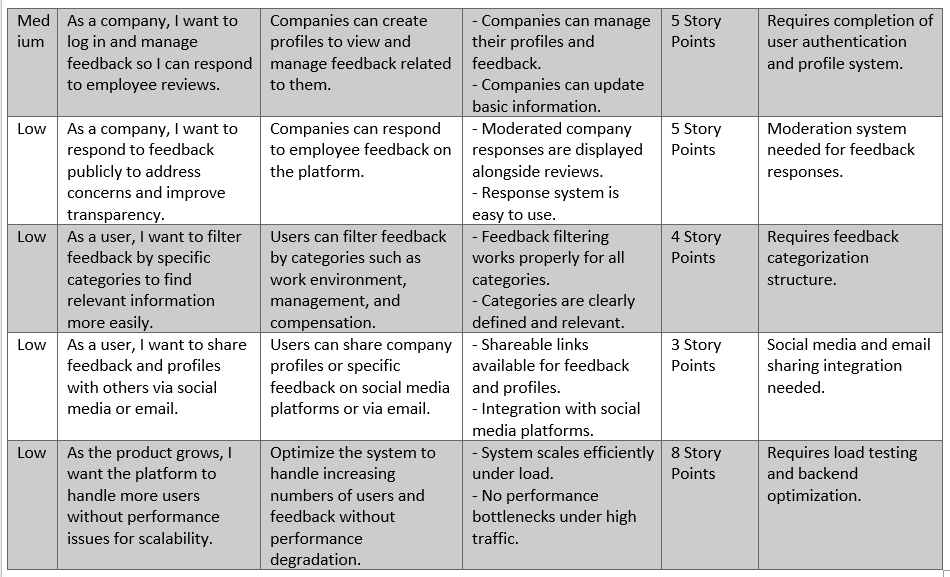 Med
ium
As a company, I want to
log in and manage
feedback so I can respond
to employee reviews.
Companies can create
profiles to view and
manage feedback related
to them.
- Companies can manage
their profiles and
feedback.
- Companies can update
basic information.
5 Story
Points
Requires completion of
user authentication
and profile system.
Low
As a company, I want to
respond to feedback
publicly to address
concerns and improve
transparency.
Companies can respond
to employee feedback on
the platform.
- Moderated company
responses are displayed
alongside reviews.
- Response system is
easy to use.
5 Story
Points
Moderation system
needed for feedback
responses.
Low
As a user, I want to filter
feedback by specific
categories to find
relevant information
more easily.
Users can filter feedback
by categories such as
work environment,
management, and
compensation.
- Feedback filtering
works properly for all
categories.
- Categories are clearly
defined and relevant.
4 Story
Points
Requires feedback
categorization
structure.
Low
As a user, I want to share
feedback and profiles
with others via social
media or email.
Users can share company
profiles or specific
feedback on social media
platforms or via email.
- Shareable links
available for feedback
and profiles.
- Integration with social
media platforms.
3 Story
Points
Social media and email
sharing integration
needed.
Low
As the product grows, I
want the platform to
handle more users
without performance
issues for scalability.
Optimize the system to
handle increasing
numbers of users and
feedback without
performance
degradation.
- System scales efficiently
under load.
- No performance
bottlenecks under high
traffic.
8 Story
Points
Requires load testing
and backend
optimization.